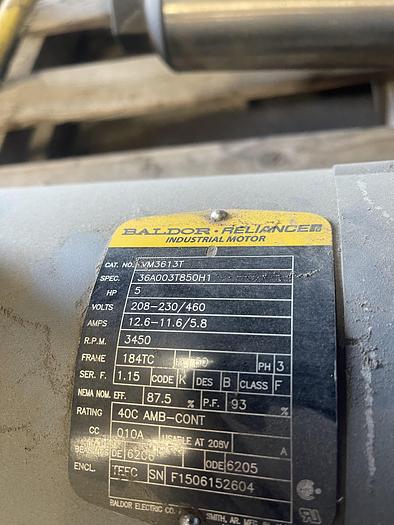 BALDOR · RELIANCE
INDUSTRIAL MOTOR
CAT. NO. VM3613T
SPEC. 36A003T850H1
HP 5
VOLTS 208-230/460
AMPS 12.6-11.6/5.8
R.P.M. 3450
FRAME 184TC PH 3
SER. F. 1.15 CODE K DES B CLASS F
NEMA NOM. EFF. 87.5 % P.F. 93 %
RATING 40C AMB-CONT
CC 010A USABLE AT 208V A
DE 6206 ODE 6205
ENCL. TEFC SN F1506152604
BALDOR ELECTRIC CO. SMITH, AR. MFG.